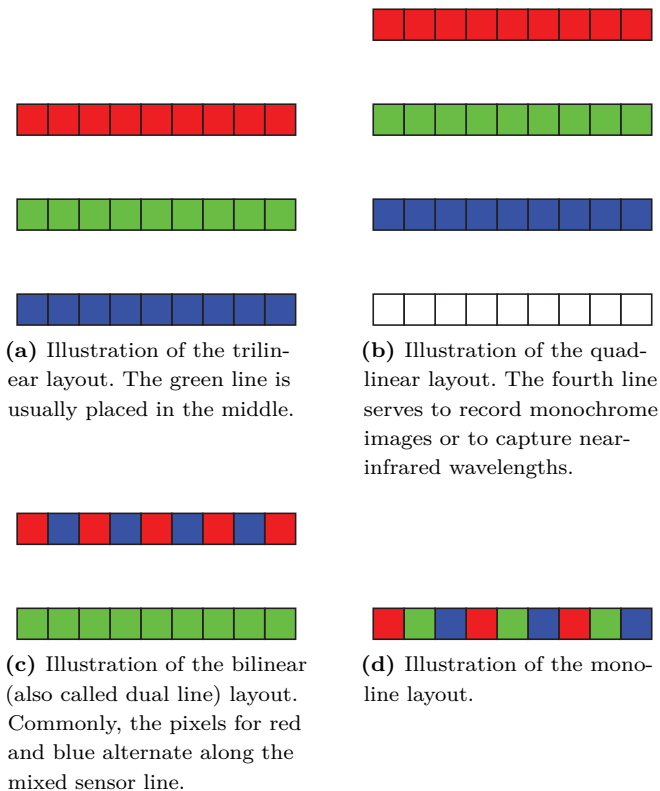 (a) Illustration of the trilin-
ear layout. The green line is
usually placed in the middle.
(b) Illustration of the quad-
linear layout. The fourth line
serves to record monochrome
images or to capture near-
infrared wavelengths.
(c) Illustration of the bilinear
(also called dual line) layout.
Commonly, the pixels for red
and blue alternate along the
mixed sensor line.
(d) Illustration of the mono-
line layout.